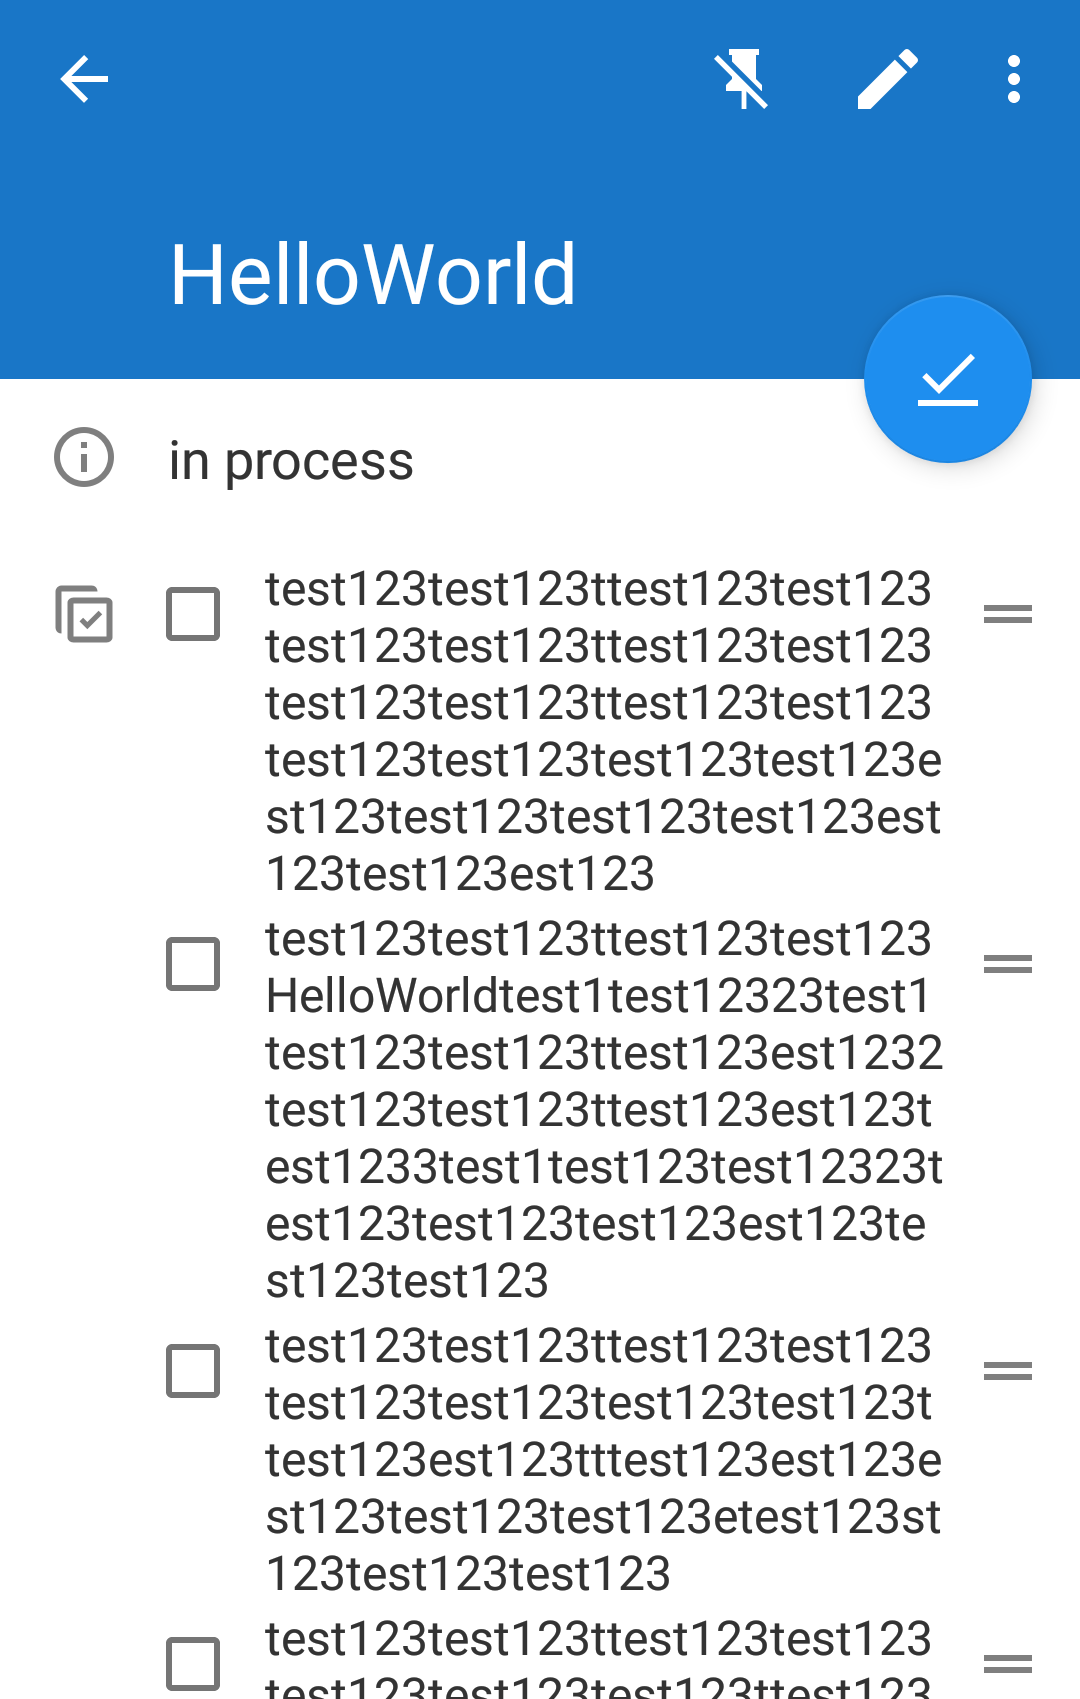 HelloWorld
in process
test123test123ttest123test123
test123test123ttest123test123
test123test123ttest123test123
test123test123test123test123e
st123test123test123test123est
123test123est123
test123test123ttest123test123
HelloWorldtest1test12323test1
test123test123ttest123est1232
test123test123ttest123est123t
est1233test1test123test12323t
est123test123test123est123te
st123test123
test123test123ttest123test123
test123test123test123test123t
test123est123tttest123est123e
st123test123test123etest123st
123test123test123
test123test123ttest123test123
test123test123test123ttest123